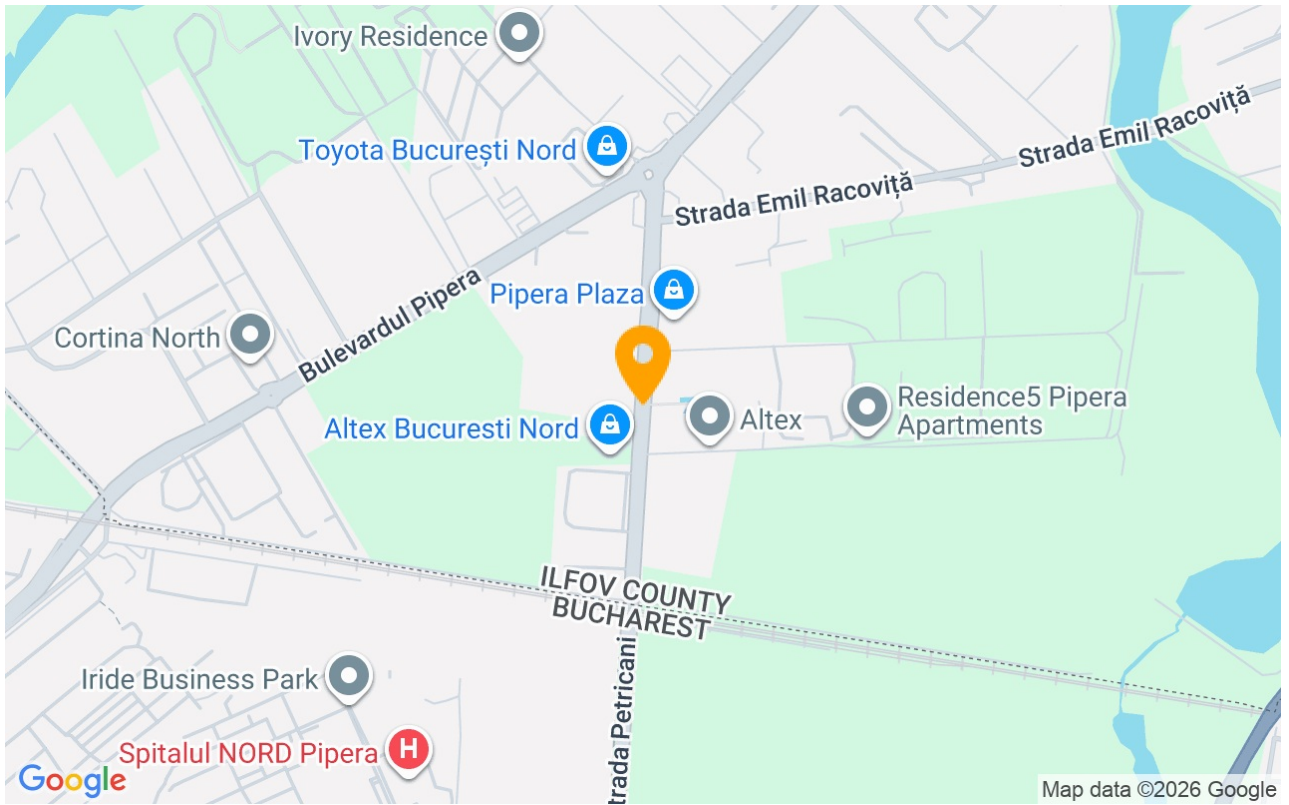 Ivory Residence
Toyota București Nord
Strada Emil Racoviță
Strada Emil Racoviță
Pipera Plaza
Bulevardul Pipera
Cortina North
Residence5 Pipera
Apartments
Altex Bucuresti Nord
Altex
ILFOV COUNTY
BUCHAREST
trada Petricani
Iride Business Park
Spitalul NORD Pipera
H
Google
Map data ©2026 Google